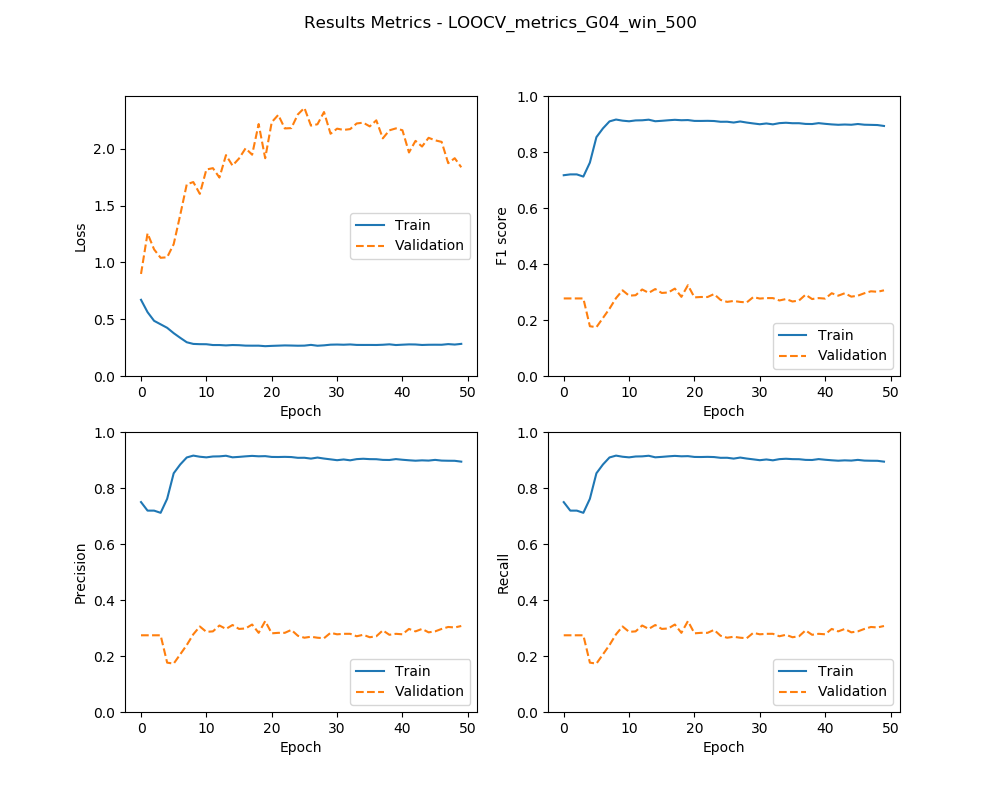 Results Metrics - LOOCV_metrics_G04_win_500
2.0
1.5
1.0
0.5
0.0
Loss
Train
Validation
0 10 20 30 40 50
Epoch
1.0
0.8
0.6
0.4
0.2
0.0
F1 score
Train
Validation
0 10 20 30 40 50
Epoch
1.0
0.8
0.6
0.4
0.2
0.0
Precision
Train
Validation
0 10 20 30 40 50
Epoch
1.0
0.8
0.6
0.4
0.2
0.0
Recall
Train
Validation
0 10 20 30 40 50
Epoch